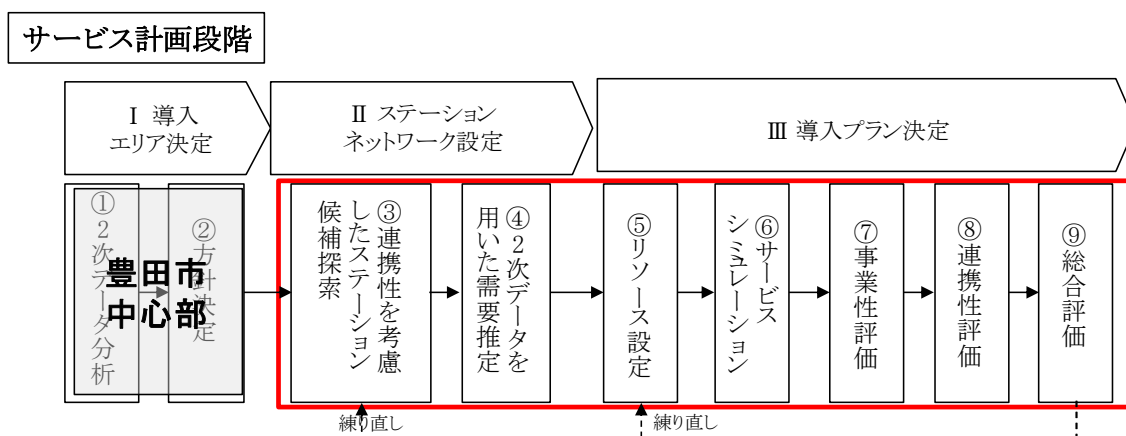 サービス計画段階
Ⅰ 導入
エリア決定
Ⅱ ステーション
ネットワーク設定
Ⅲ 導入プラン決定
①2次データ分析
②方針決定
豊田市
中心部
③連携性を考慮
したステーション
候補探索
④2次データを
用いた需要推定
⑤リソース設定
⑥サービス
シミュレーション
⑦事業性評価
⑧連携性評価
⑨総合評価
練り直し
練り直し